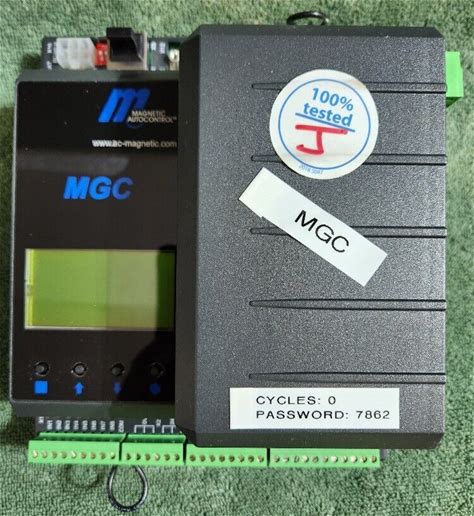 MAGNETIC
AUTOCONTROL
www.ac-magnetic.com
MGC
100%
tested
MGC
CYCLES: 0
PASSWORD: 7862